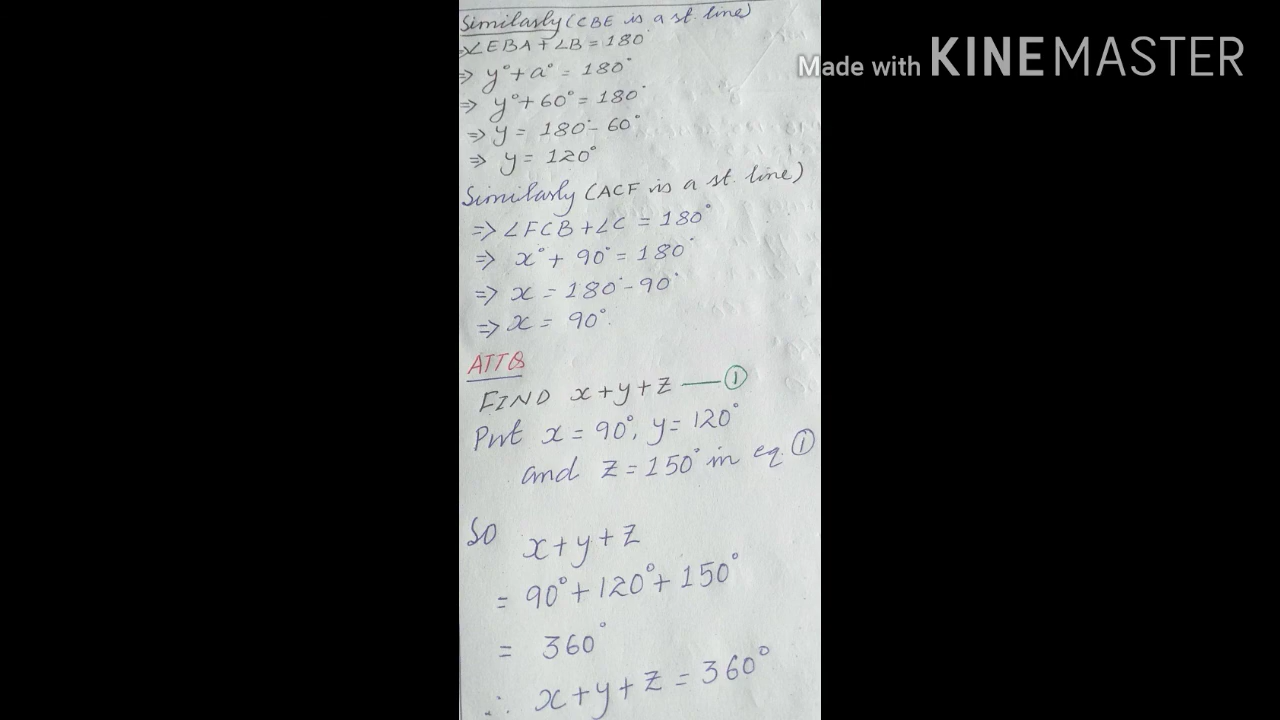 Similarly (CBE is a st. line)
⇒∠EBA+∠B=180°
⇒ y°+a° = 180°
⇒ y°+60°=180°
⇒ y = 180°-60°
⇒ y = 120°
Similarly (ACF is a st. line)
⇒ ∠FCB+∠C = 180°
⇒ x°+ 90°=180°
⇒ x = 180°-90°
⇒ x = 90°.
ATTQ
FIND x+y+z —— ①
Put x=90°, y=120°
and z=150° in eq. ①
So x+y+z
= 90°+120°+150°
= 360°
∴ x+y+z=360°
Made with KINEMASTER